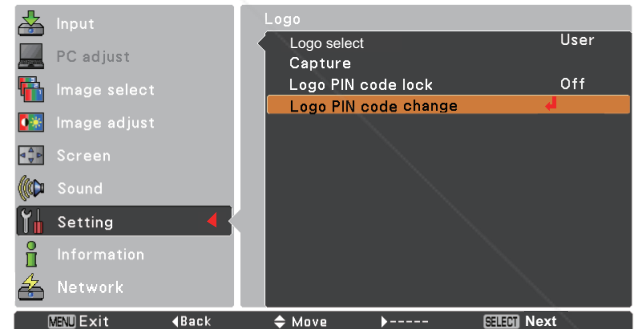 Input
PC adjust
Image select
Image adjust
Screen
Sound
Setting
Information
Network
Logo
Logo select User
Capture
Logo PIN code lock Off
Logo PIN code change
MENU Exit Back Move ----- SELECT Next